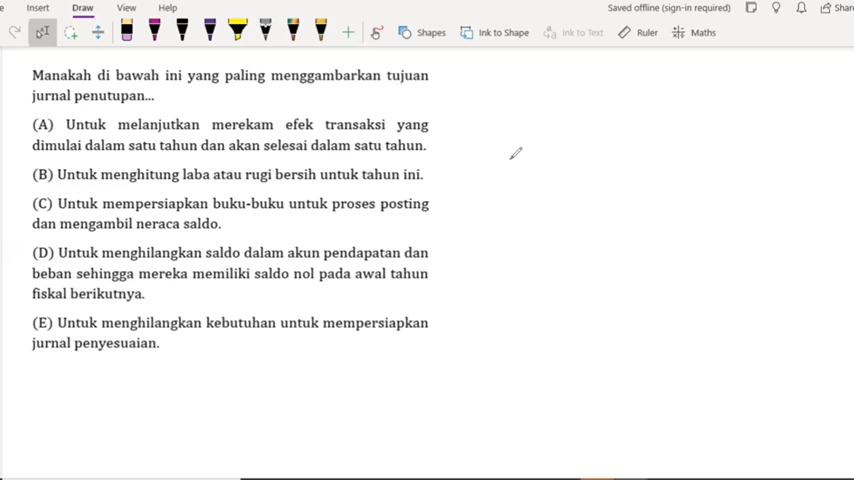 Insert Draw View Help Saved offline (sign-in required) Shar
Shapes Ink to Shape Ink to Text Ruler Maths
Manakah di bawah ini yang paling menggambarkan tujuan
jurnal penutupan...
(A) Untuk melanjutkan merekam efek transaksi yang
dimulai dalam satu tahun dan akan selesai dalam satu tahun.
(B) Untuk menghitung laba atau rugi bersih untuk tahun ini.
(C) Untuk mempersiapkan buku-buku untuk proses posting
dan mengambil neraca saldo.
(D) Untuk menghilangkan saldo dalam akun pendapatan dan
beban sehingga mereka memiliki saldo nol pada awal tahun
fiskal berikutnya.
(E) Untuk menghilangkan kebutuhan untuk mempersiapkan
jurnal penyesuaian.